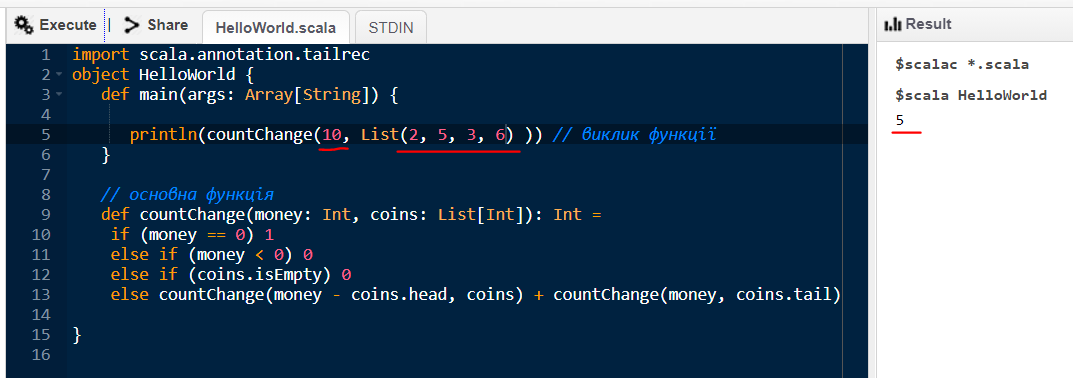 Execute | Share HelloWorld.scala STDIN
1 import scala.annotation.tailrec
2 object HelloWorld {
3 def main(args: Array[String]) {
4
5 println(countChange(10, List(2, 5, 3, 6) )) // виклик функції
6 }
7
8 // основна функція
9 def countChange(money: Int, coins: List[Int]): Int =
10 if (money == 0) 1
11 else if (money < 0) 0
12 else if (coins.isEmpty) 0
13 else countChange(money - coins.head, coins) + countChange(money, coins.tail)
14
15 }
16
Result
$scalac *.scala
$scala HelloWorld
5